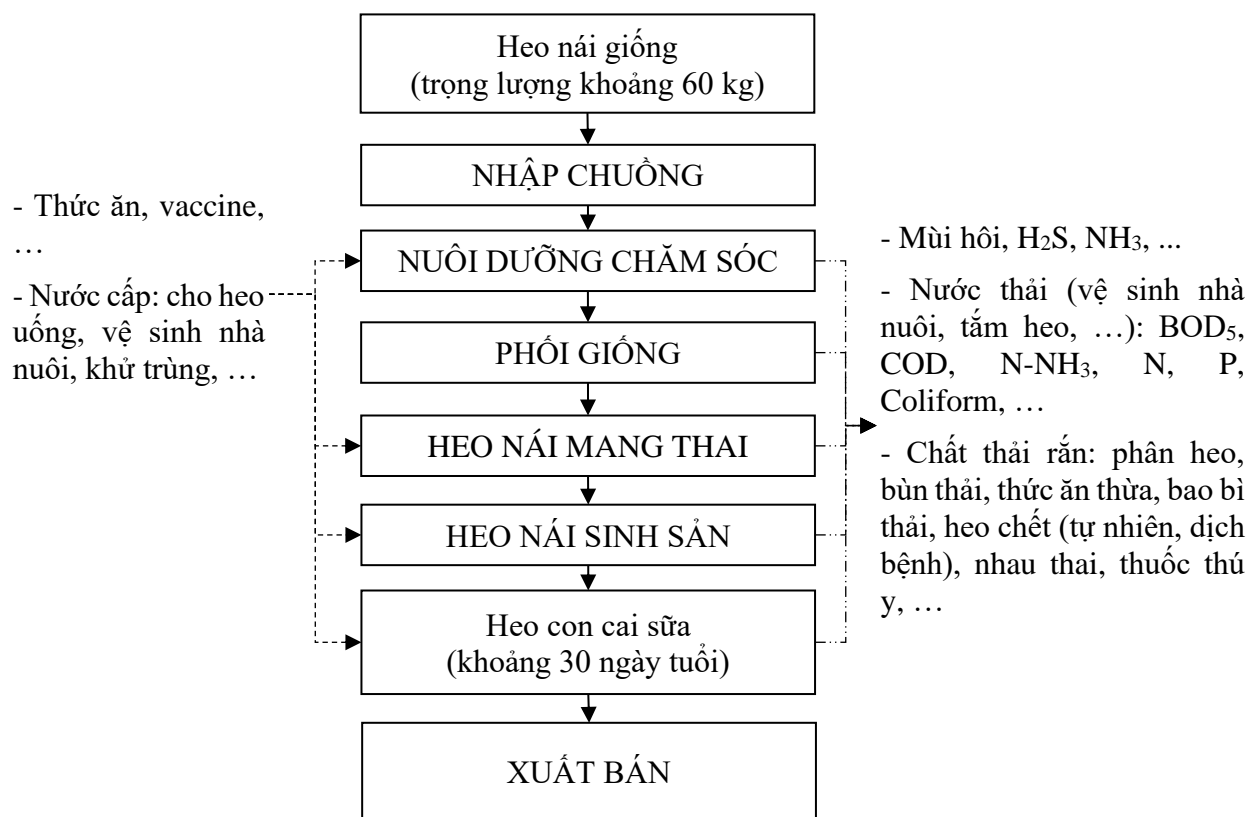 Heo nái giống
(trọng lượng khoảng 60 kg)
NHẬP CHUỒNG
- Thức ăn, vaccine,
…
- Nước cấp: cho heo
uống, vệ sinh nhà
nuôi, khử trùng, …
NUÔI DƯỠNG CHĂM SÓC
PHỐI GIỐNG
HEO NÁI MANG THAI
HEO NÁI SINH SẢN
Heo con cai sữa
(khoảng 30 ngày tuổi)
XUẤT BÁN
- Mùi hôi, H₂S, NH₃, ...
- Nước thải (vệ sinh nhà
nuôi, tắm heo, …): BOD₅,
COD, N-NH₃, N, P,
Coliform, …
- Chất thải rắn: phân heo,
bùn thải, thức ăn thừa, bao bì
thải, heo chết (tự nhiên, dịch
bệnh), nhau thai, thuốc thú
y, …